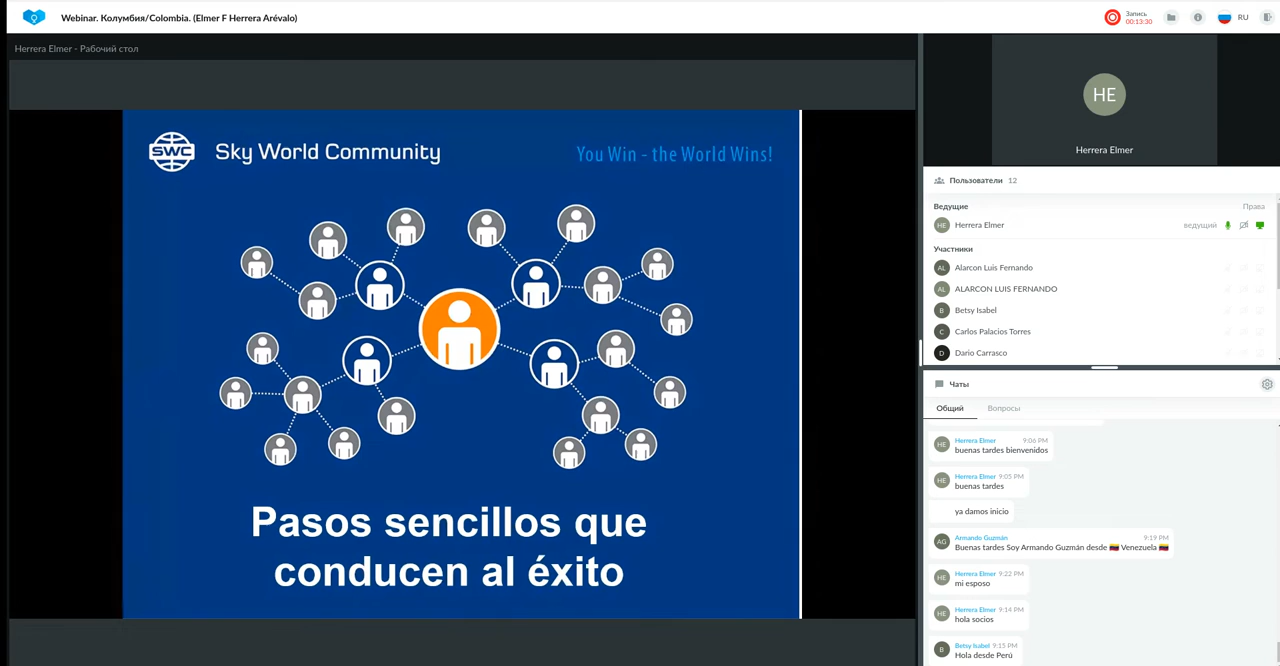 Webinar. Колумбия/Colombia. (Elmer F Herrera Arévalo)
Запись
00:13:30
RU
Herrera Elmer - Рабочий стол
SWC
Sky World Community
You Win - the World Wins!
Pasos sencillos que
conducen al éxito
HE
Herrera Elmer
Пользователи 12
Ведущие Права
HE Herrera Elmer ведущий
Участники
AL Alarcon Luis Fernando
AL ALARCON LUIS FERNANDO
B Betsy Isabel
C Carlos Palacios Torres
D Dario Carrasco
Чаты
Общий Вопросы
HE Herrera Elmer 9:06 PM
buenas tardes bienvenidos
HE Herrera Elmer 9:05 PM
buenas tardes
ya damos inicio
AG Armando Guzmán 9:19 PM
Buenas tardes Soy Armando Guzmán desde 🇻🇪 Venezuela 🇻🇪
HE Herrera Elmer 9:22 PM
mi esposo
HE Herrera Elmer 9:14 PM
hola socios
B Betsy Isabel 9:15 PM
Hola desde Perú